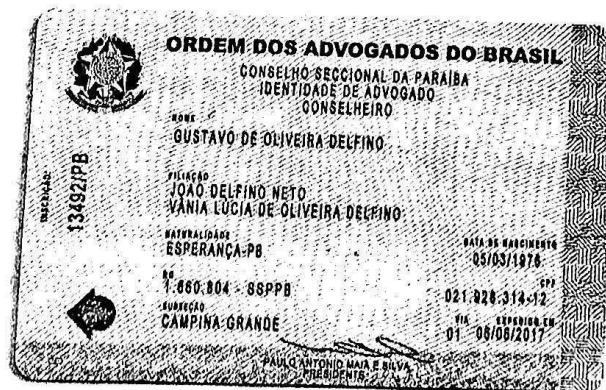 ORDEM DOS ADVOGADOS DO BRASIL
CONSELHO SECCIONAL DA PARAÍBA
IDENTIDADE DE ADVOGADO
CONSELHEIRO
NOME
GUSTAVO DE OLIVEIRA DELFINO
FILIAÇÃO
JOÃO DELFINO NETO
VÂNIA LÚCIA DE OLIVEIRA DELFINO
NATURALIDADE
ESPERANÇA-PB
DATA DE NASCIMENTO
05/03/1976
RG
1.660.804 - SSPPB
CPF
021.928.314-12
SUBSEÇÃO
CAMPINA GRANDE
VIA
01
EXPEDIDO EM
06/06/2017
PAULO ANTONIO MAIA E SILVA
PRESIDENTE
INSCRIÇÃO:
13492/PB